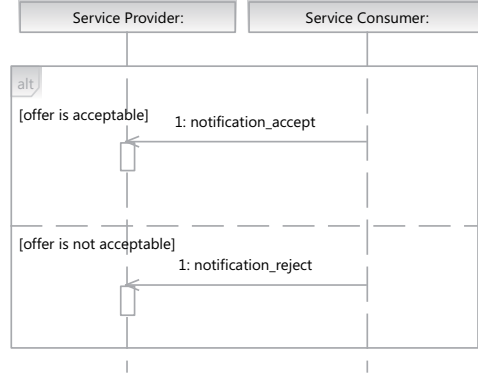 Service Provider:
Service Consumer:
alt
[offer is acceptable]
1: notification_accept
[offer is not acceptable]
1: notification_reject